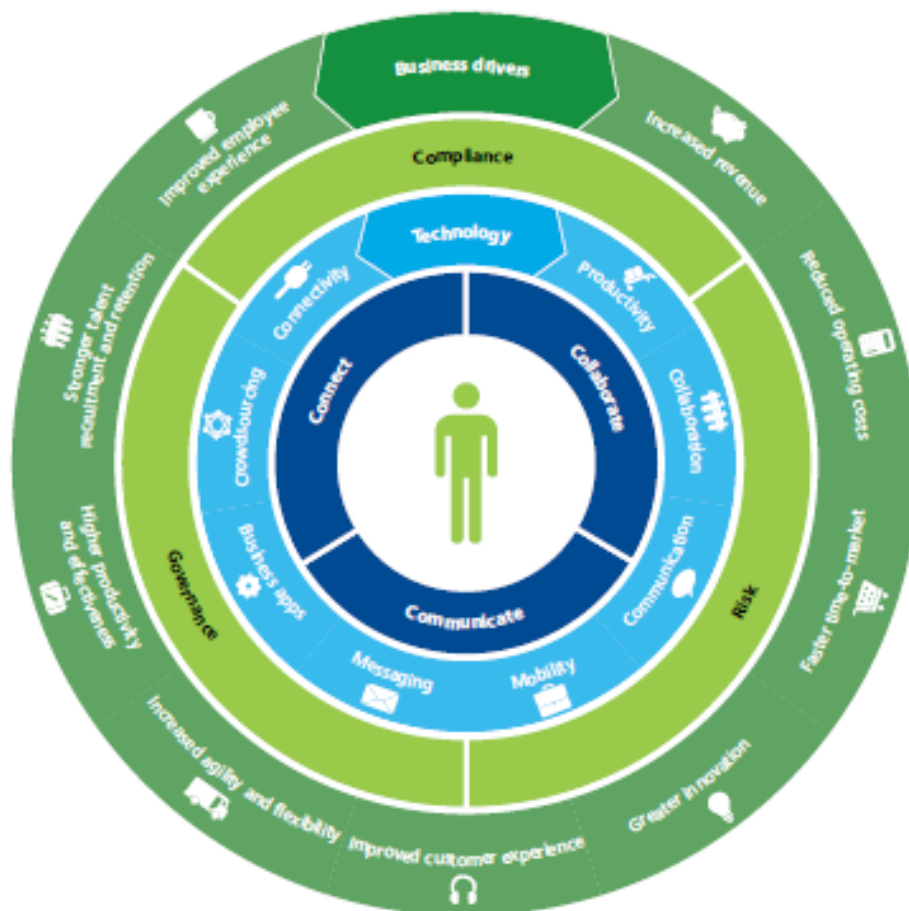 Business drivers
Increased revenue
Reduced operating costs
Faster time-to-market
Greater innovation
Improved customer experience
Increased agility and flexibility
Higher productivity
and effectiveness
Stronger talent
recruitment and retention
Improved employee
experience
Compliance
Risk
Governance
Technology
Productivity
Collaboration
Communication
Mobility
Messaging
Business apps
Crowdsourcing
Connectivity
Collaborate
Communicate
Connect